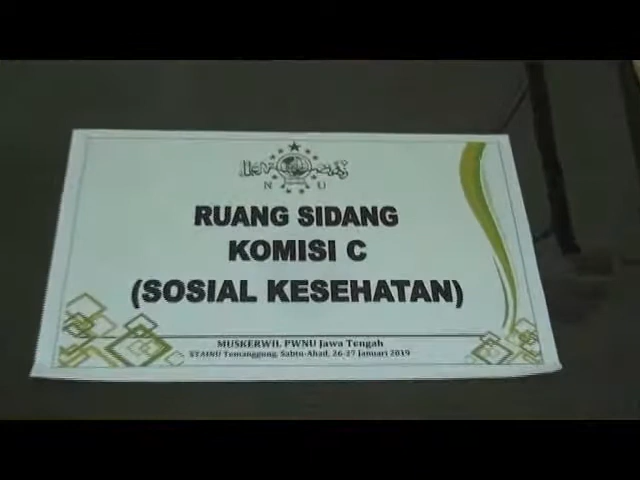 N U
RUANG SIDANG
KOMISI C
(SOSIAL KESEHATAN)
MUSKERWIL PWNU Jawa Tengah
STAINU Temanggung, Sabtu-Ahad, 26-27 Januari 2019